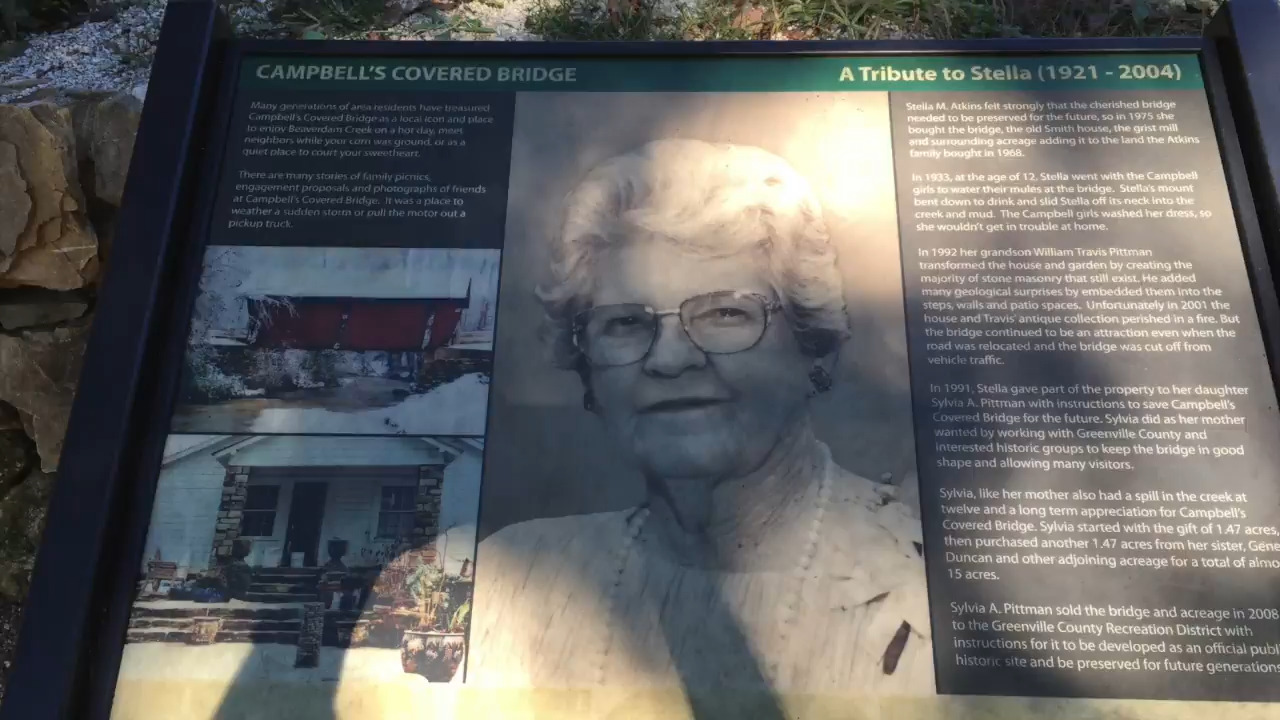 CAMPBELL'S COVERED BRIDGE
A Tribute to Stella (1921 - 2004)
Many generations of area residents have treasured
Campbell's Covered Bridge as a local icon and place
to enjoy Beaverdam Creek on a hot day, meet
neighbors while your corn was ground, or as a
quiet place to court your sweetheart.
There are many stories of family picnics,
engagement proposals and photographs of friends
at Campbell's Covered Bridge. It was a place to
weather a sudden storm or pull the motor out a
pickup truck.
Stella M. Atkins felt strongly that the cherished bridge
needed to be preserved for the future, so in 1975 she
bought the bridge, the old Smith house, the grist mill
and surrounding acreage adding it to the land the Atkins
family bought in 1968.
In 1933, at the age of 12, Stella went with the Campbell
girls to water their mules at the bridge. Stella's mount
bent down to drink and slid Stella off its neck into the
creek and mud. The Campbell girls washed her dress, so
she wouldn't get in trouble at home.
In 1992 her grandson William Travis Pittman
transformed the house and garden by creating the
majority of stone masonry that still exist. He added
many geological surprises by embedded them into the
steps, walls and patio spaces. Unfortunately in 2001 the
house and Travis' antique collection perished in a fire. But
the bridge continued to be an attraction even when the
road was relocated and the bridge was cut off from
vehicle traffic.
In 1991, Stella gave part of the property to her daughter
Sylvia A. Pittman with instructions to save Campbell's
Covered Bridge for the future. Sylvia did as her mother
wanted by working with Greenville County and
interested historic groups to keep the bridge in good
shape and allowing many visitors.
Sylvia, like her mother also had a spill in the creek at
twelve and a long term appreciation for Campbell's
Covered Bridge. Sylvia started with the gift of 1.47 acres,
then purchased another 1.47 acres from her sister, Gene
Duncan and other adjoining acreage for a total of almo
15 acres.
Sylvia A. Pittman sold the bridge and acreage in 2008
to the Greenville County Recreation District with
instructions for it to be developed as an official publ
historic site and be preserved for future generations